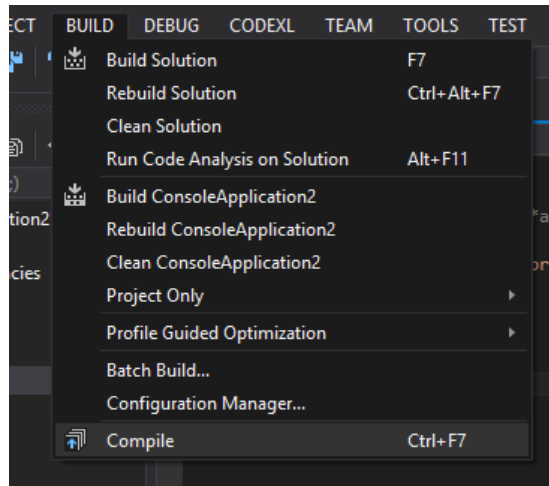 ECT BUILD DEBUG CODEXL TEAM TOOLS TEST
Build Solution F7
Rebuild Solution Ctrl+Alt+F7
Clean Solution
Run Code Analysis on Solution Alt+F11
;)
Build ConsoleApplication2
tion2
Rebuild ConsoleApplication2
Clean ConsoleApplication2
cies
Project Only
Profile Guided Optimization
Batch Build...
Configuration Manager...
Compile Ctrl+F7